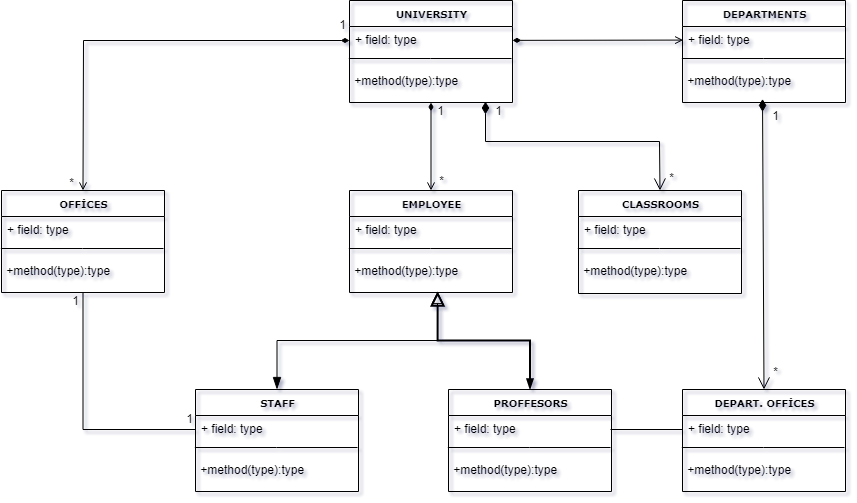 UNIVERSITY
+ field: type
+method(type):type
DEPARTMENTS
+ field: type
+method(type):type
1
1
1
1
*
*
*
OFFİCES
+ field: type
+method(type):type
EMPLOYEE
+ field: type
+method(type):type
CLASSROOMS
+ field: type
+method(type):type
1
*
1
STAFF
+ field: type
+method(type):type
PROFFESORS
+ field: type
+method(type):type
DEPART. OFFİCES
+ field: type
+method(type):type